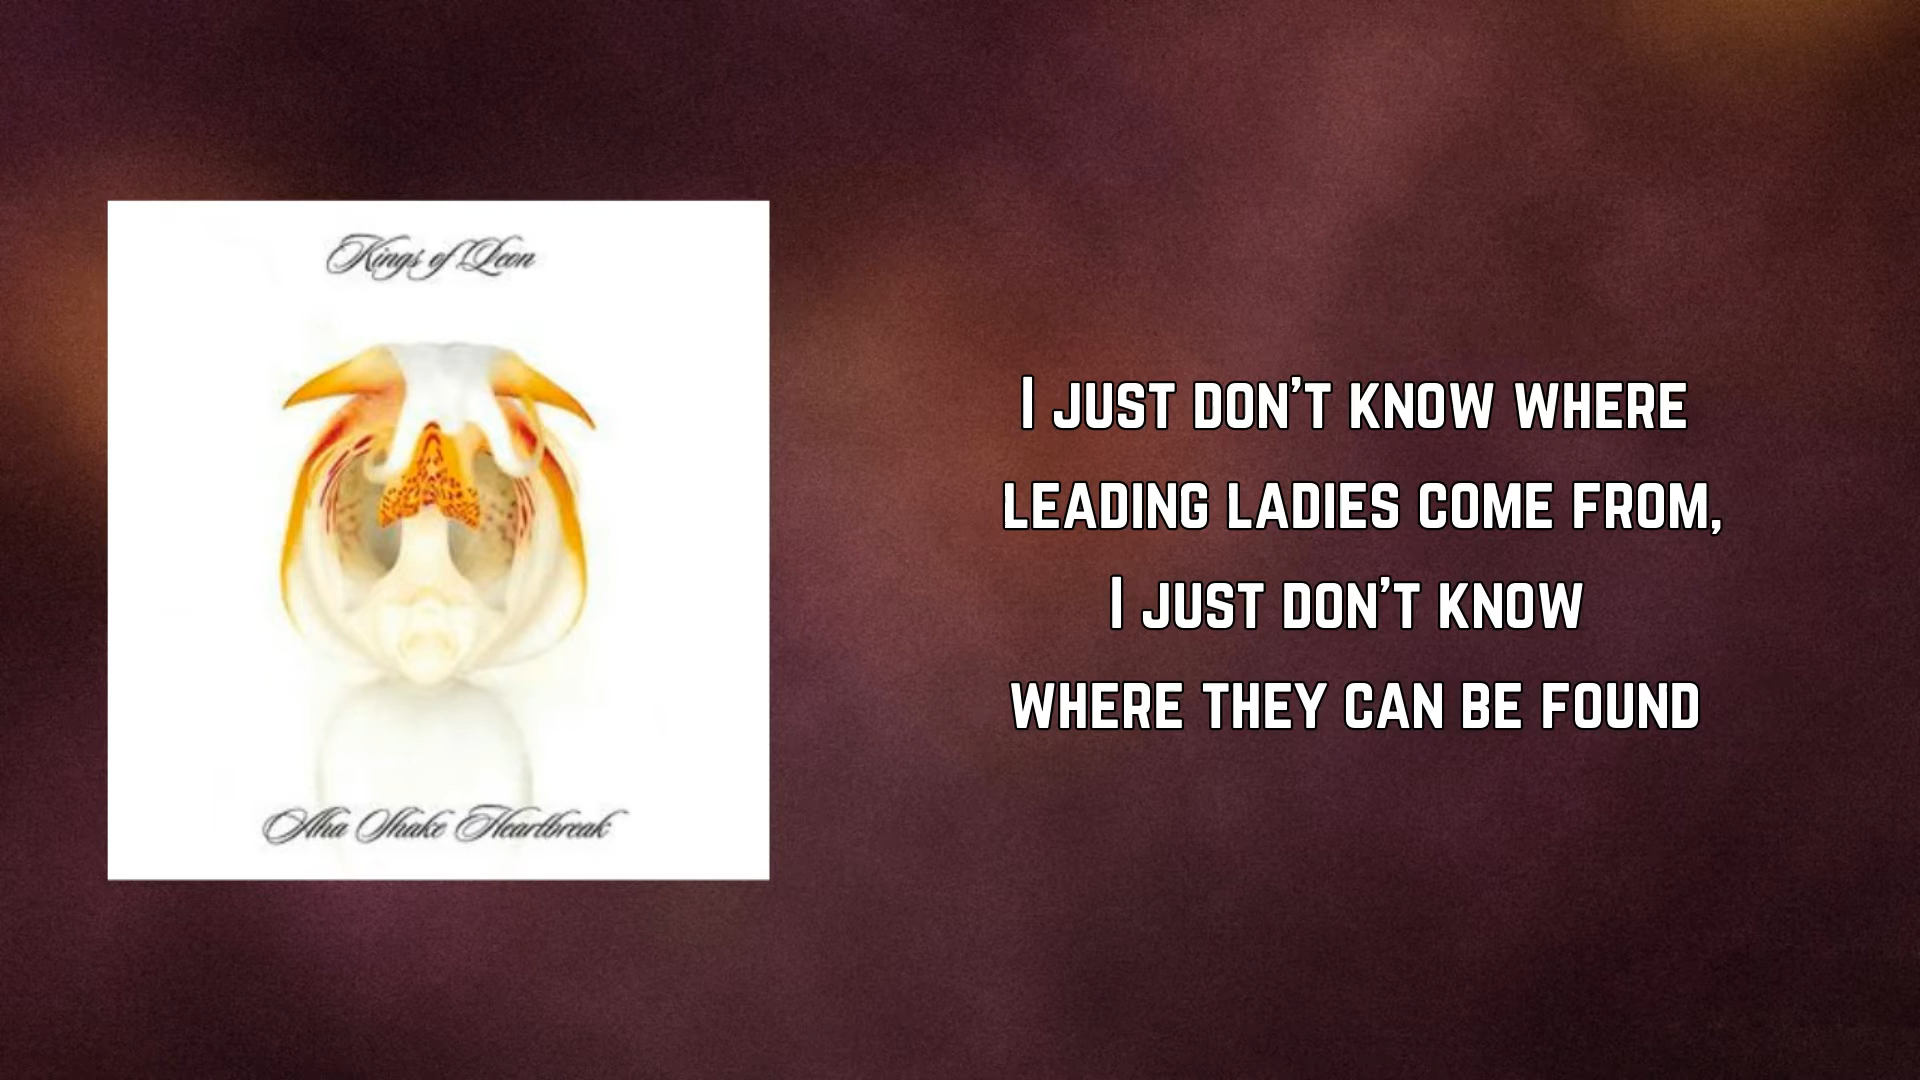 Kings of Leon
Aha Shake Heartbreak
I JUST DON'T KNOW WHERE
LEADING LADIES COME FROM,
I JUST DON'T KNOW
WHERE THEY CAN BE FOUND